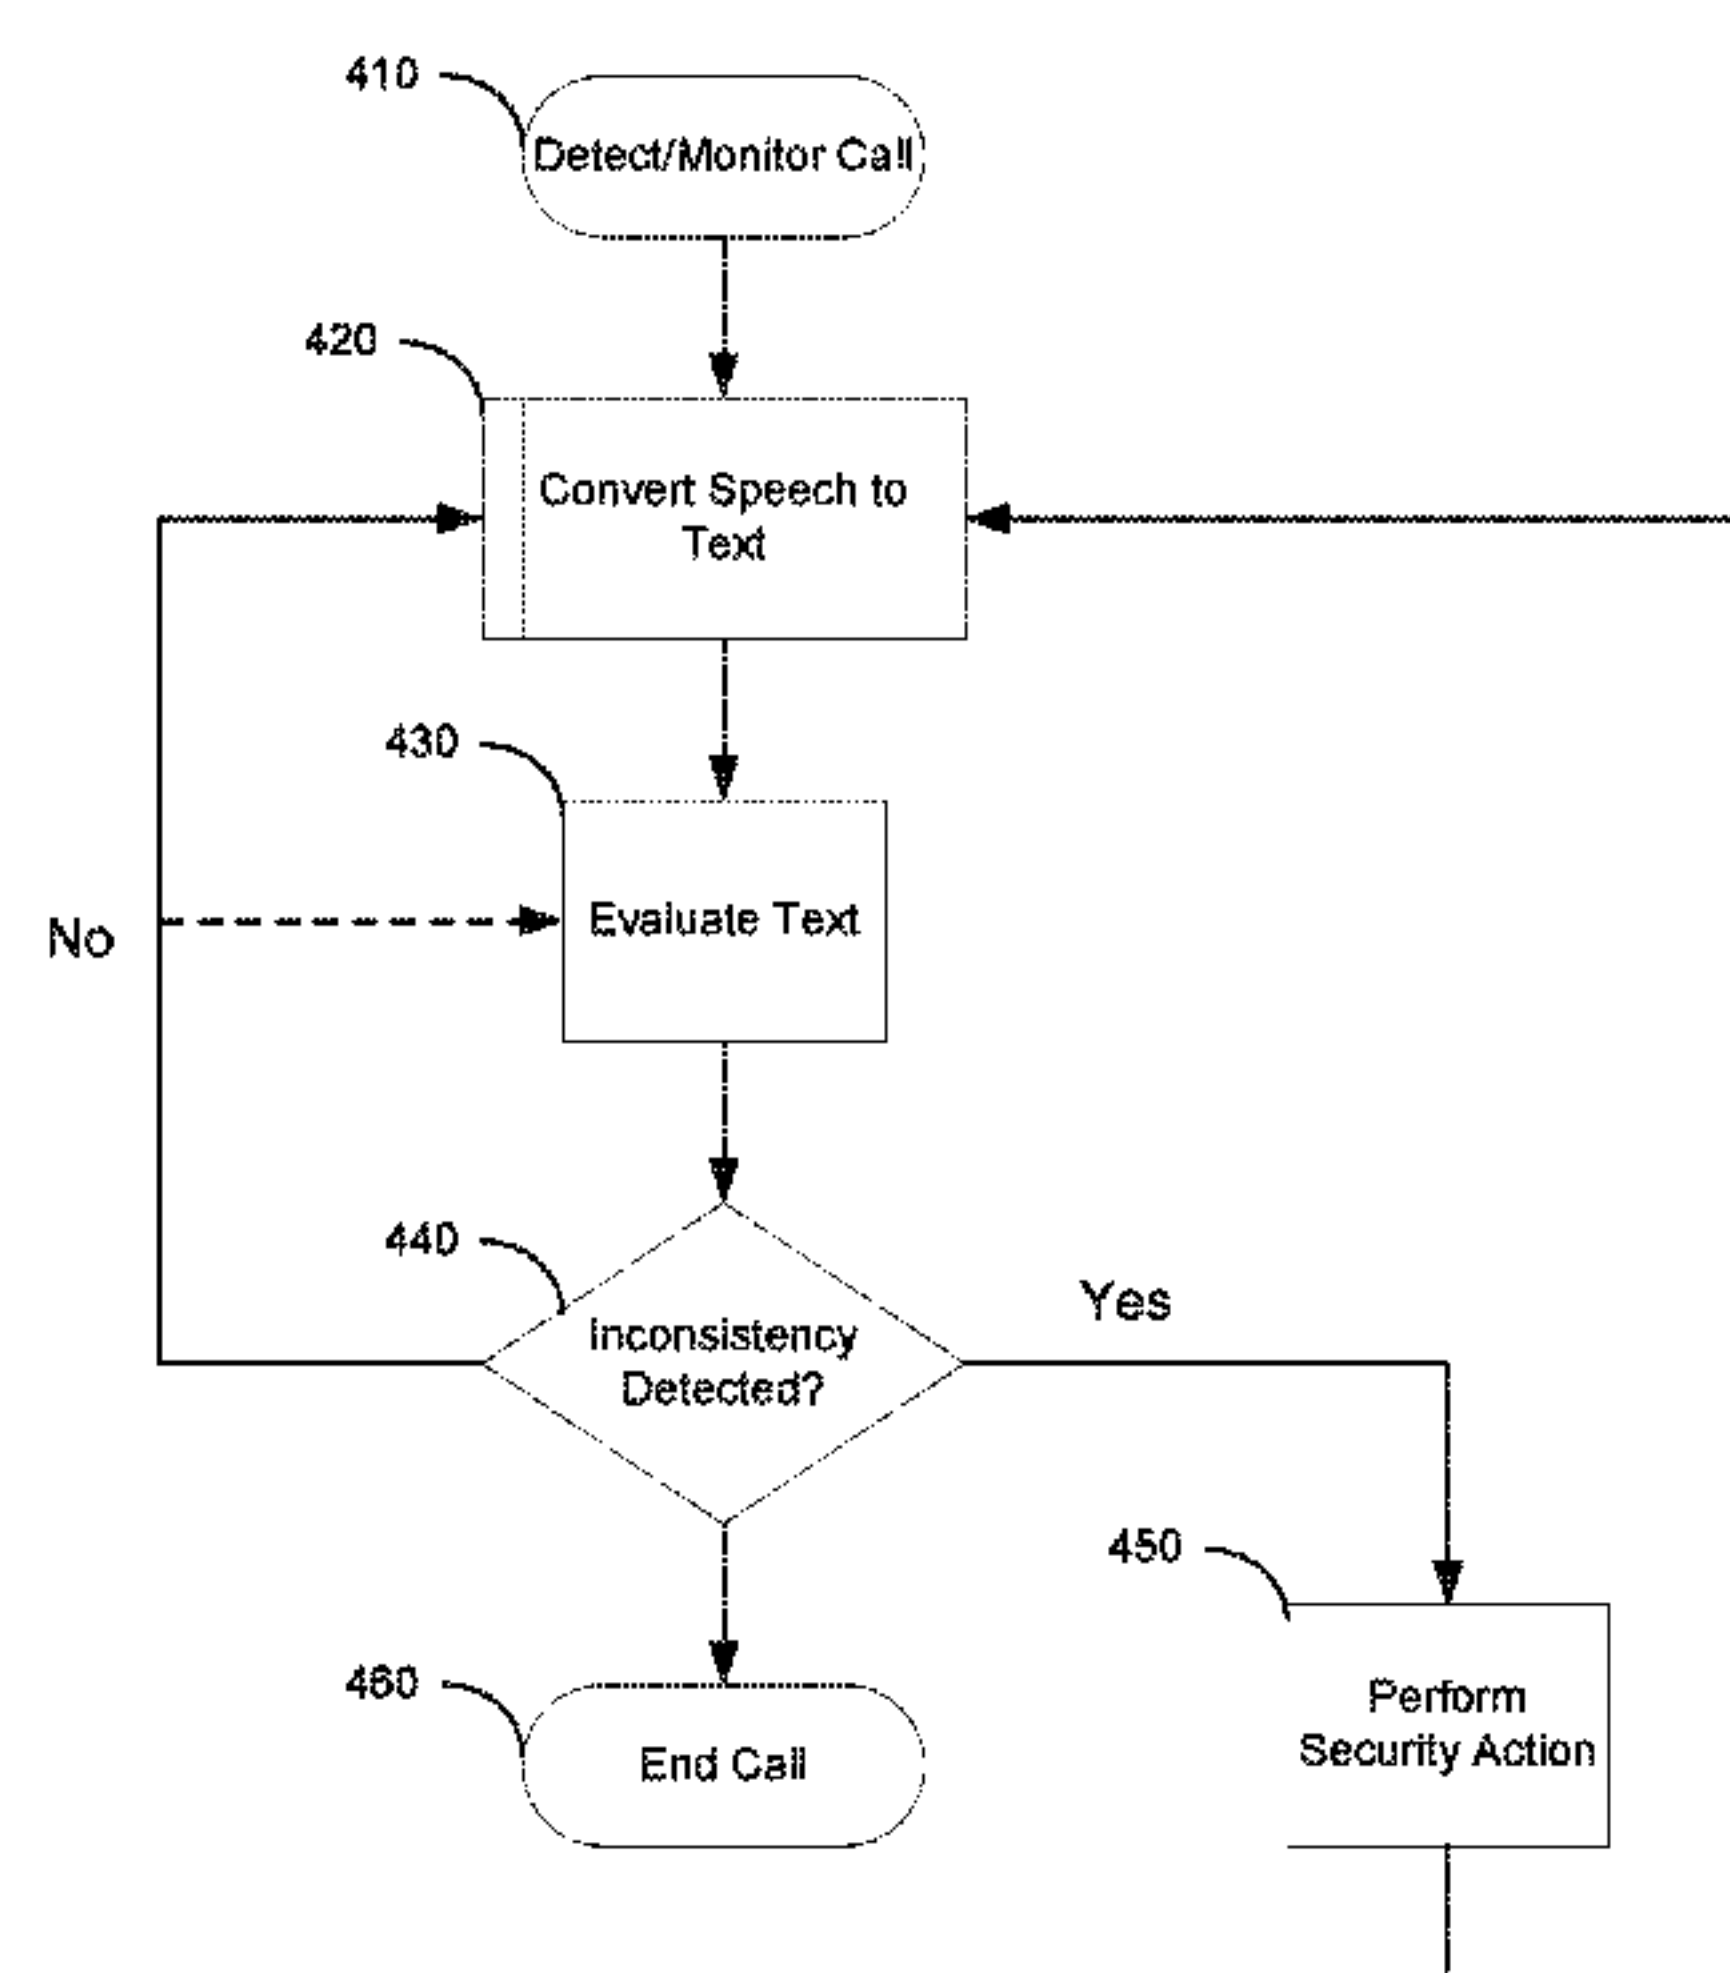 410
Detect/Monitor Call
420
Convert Speech to
Text
430
Evaluate Text
No
440
Inconsistency
Detected?
Yes
450
Perform
Security Action
460
End Call